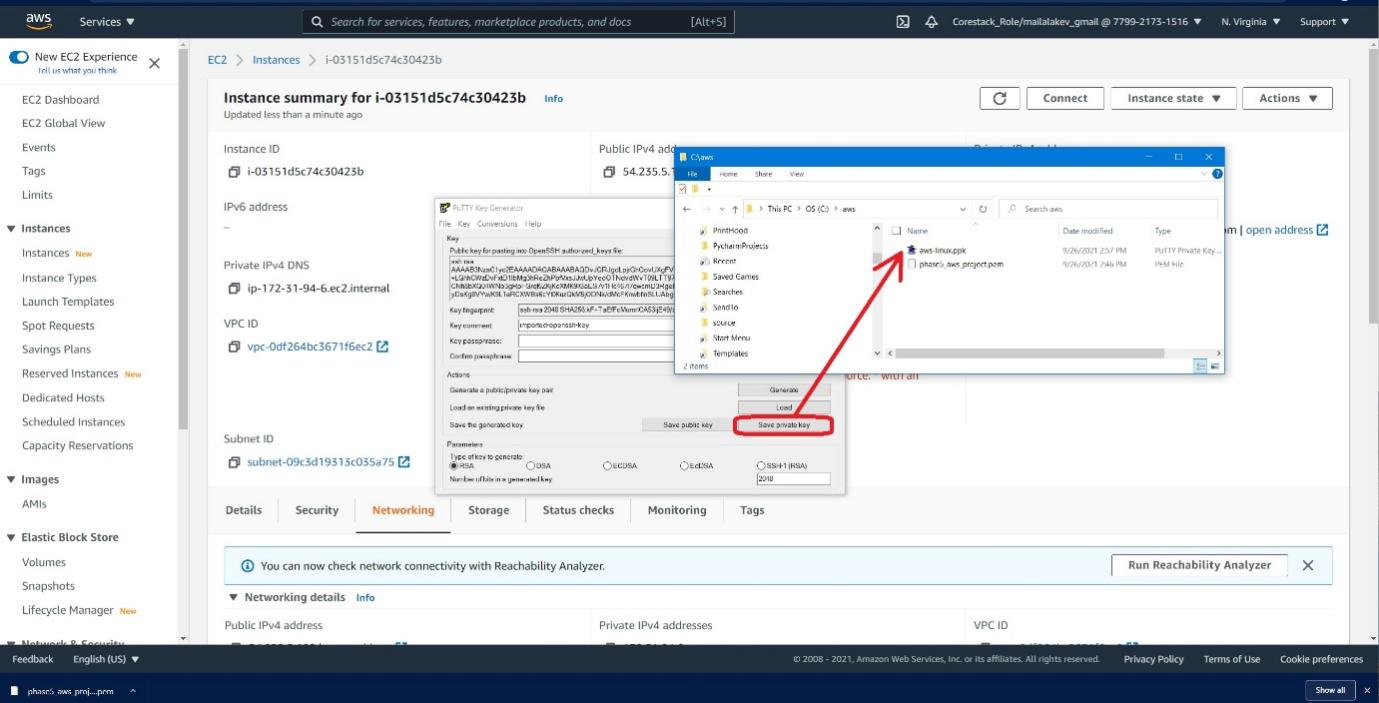 aws
Services
Search for services, features, marketplace products, and docs
[Alt+S]
Corestack_Role/mailalakev_gmail @ 7799-2173-1516
N. Virginia
Support
New EC2 Experience
Tell us what you think
EC2 Dashboard
EC2 Global View
Events
Tags
Limits
Instances
Instances New
Instance Types
Launch Templates
Spot Requests
Savings Plans
Reserved Instances New
Dedicated Hosts
Scheduled Instances
Capacity Reservations
Images
AMIs
Elastic Block Store
Volumes
Snapshots
Lifecycle Manager New
Network & Security
EC2 > Instances > i-03151d5c74c30423b
Instance summary for i-03151d5c74c30423b Info
Updated less than a minute ago
Connect
Instance state
Actions
Instance ID
i-03151d5c74c30423b
IPv6 address
–
Private IPv4 DNS
ip-172-31-94-6.ec2.internal
VPC ID
vpc-0df264bc3671f6ec2
Subnet ID
subnet-09c3d19313c035a75
Public IPv4 add
54.235.5.
open address
with an
PuTTY Key Generator
File Key Conversions Help
Key
Public key for pasting into OpenSSH authorized_keys file:
ssh-rsa
Key fingerprint:
Key comment: imported-openssh-key
Key passphrase:
Confirm passphrase:
Actions
Generate a public/private key pair
Generate
Load an existing private key file
Load
Save the generated key
Save public key
Save private key
Parameters
Type of key to generate:
RSA
DSA
ECDSA
EdDSA
SSH-1 (RSA)
Number of bits in a generated key:
2048
C:\aws
File
Home
Share
View
This PC > OS (C:) > aws
Search aws
PrintHood
PycharmProjects
Recent
Saved Games
Searches
SendTo
source
Start Menu
Templates
2 items
Name
Date modified
Type
aws-linux.ppk
9/26/2021 2:57 PM
PuTTY Private Key ...
phase5_aws_project.pem
9/26/2021 2:46 PM
PEM File
Details
Security
Networking
Storage
Status checks
Monitoring
Tags
You can now check network connectivity with Reachability Analyzer.
Run Reachability Analyzer
Networking details Info
Public IPv4 address
Private IPv4 addresses
VPC ID
Feedback
English (US)
© 2008 - 2021, Amazon Web Services, Inc. or its affiliates. All rights reserved.
Privacy Policy
Terms of Use
Cookie preferences
phase5_aws_proj....pem
Show all